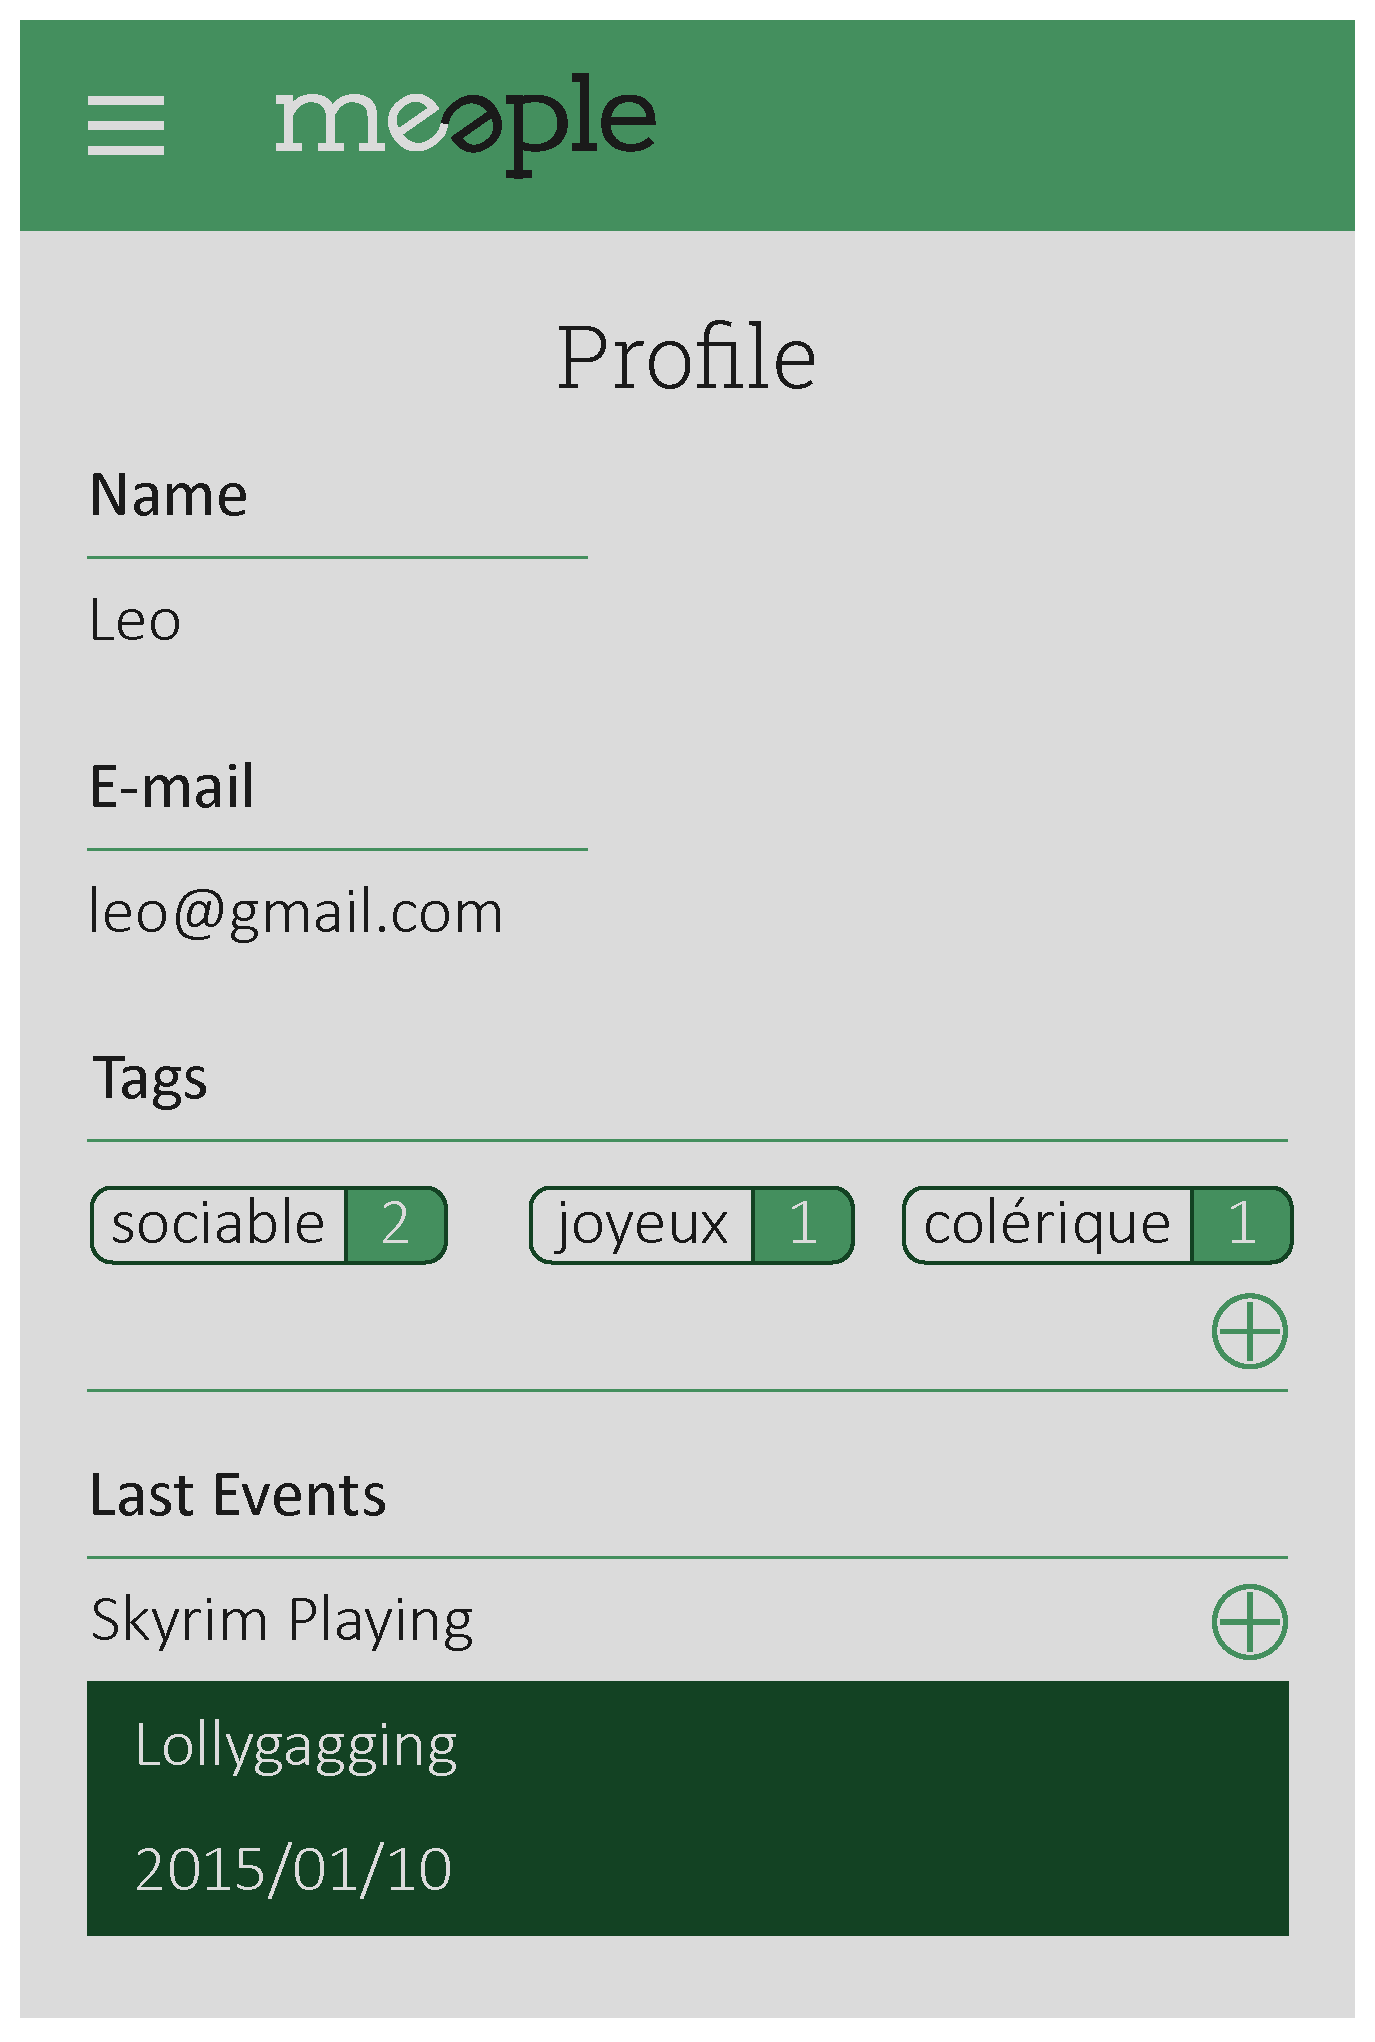 meeple
Profile
Name
Leo
E-mail
leo@gmail.com
Tags
sociable 2 joyeux 1 colérique 1
Last Events
Skyrim Playing
Lollygagging
2015/01/10